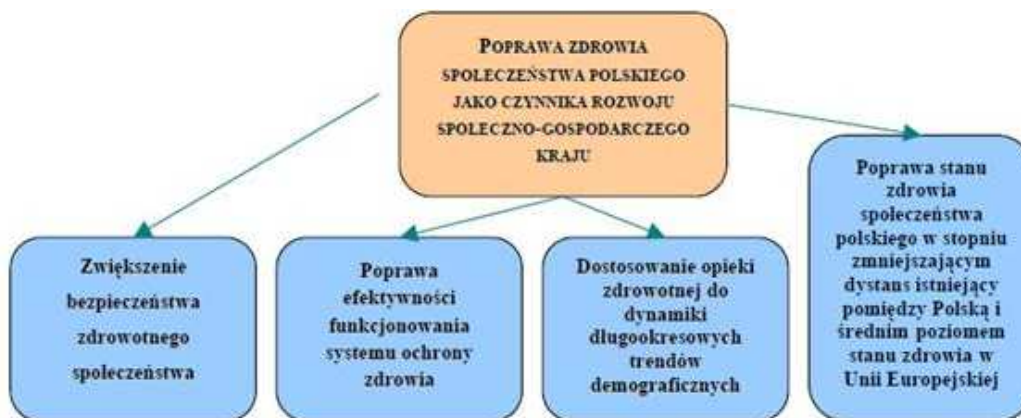 POPRAWA ZDROWIA
SPOŁECZEŃSTWA POLSKIEGO
JAKO CZYNNIKA ROZWOJU
SPOŁECZNO-GOSPODARCZEGO
KRAJU
Zwiększenie
bezpieczeństwa
zdrowotnego
społeczeństwa
Poprawa
efektywności
funkcjonowania
systemu ochrony
zdrowia
Dostosowanie opieki
zdrowotnej do
dynamiki
długookresowych
trendów
demograficznych
Poprawa stanu
zdrowia
społeczeństwa
polskiego w stopniu
zmniejszającym
dystans istniejący
pomiędzy Polską i
średnim poziomem
stanu zdrowia w
Unii Europejskiej